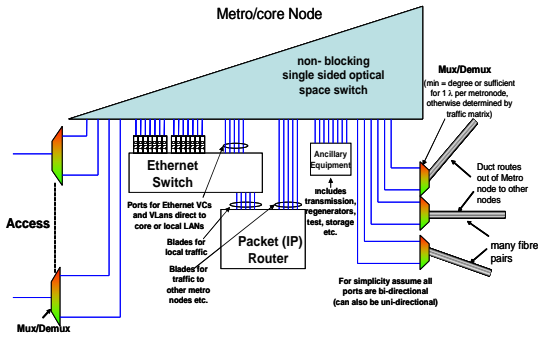 Metro/core Node
non- blocking
single sided optical
space switch
Mux/Demux
(min = degree or sufficient
for 1 λ per metronode,
otherwise determined by
traffic matrix)
Ethernet
Switch
Ancillary
Equipment
Duct routes
out of Metro
node to other
nodes
Access
Ports for Ethernet VCs
and VLans direct to
core or local LANs
Blades for
local traffic
Blades for
traffic to
other metro
nodes etc.
Packet (IP)
Router
Includes
transmission,
regenerators,
test, storage
etc.
many fibre
pairs
For simplicity assume all
ports are bi-directional
(can also be uni-directional)
Mux/Demux